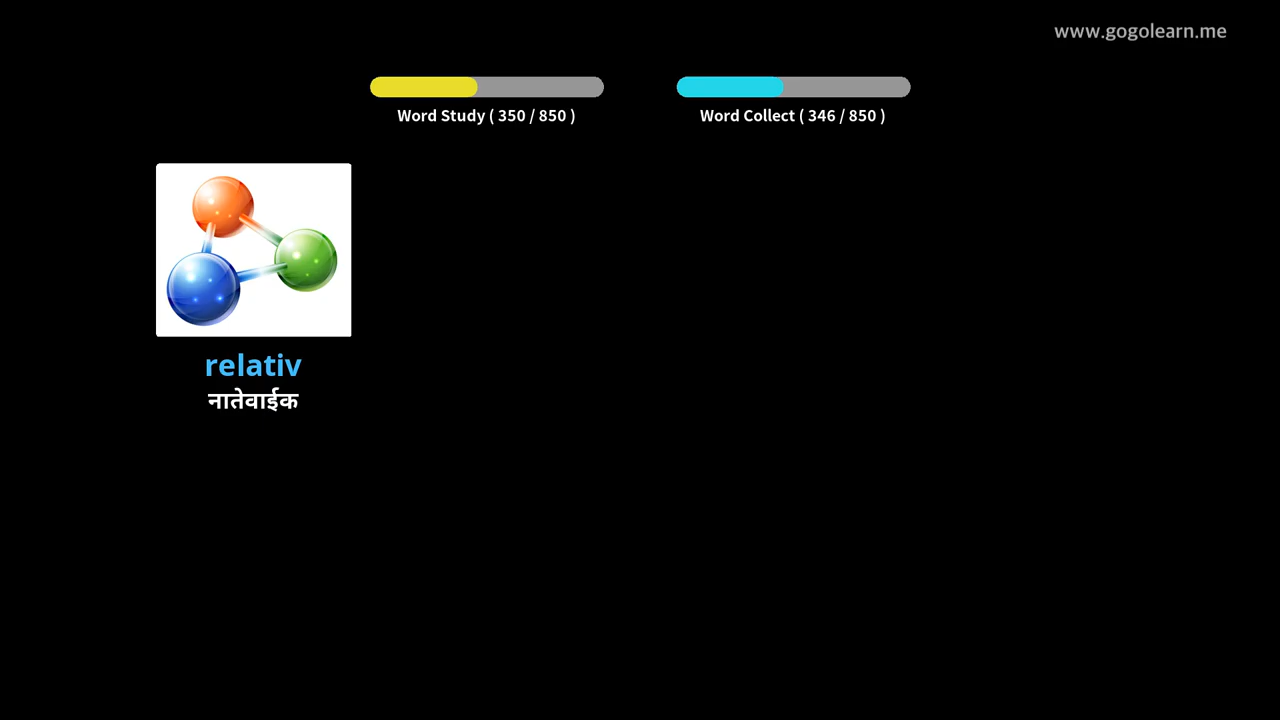 www.gogolearn.me
Word Study ( 350 / 850 )
Word Collect ( 346 / 850 )
relativ
नातेवाईक